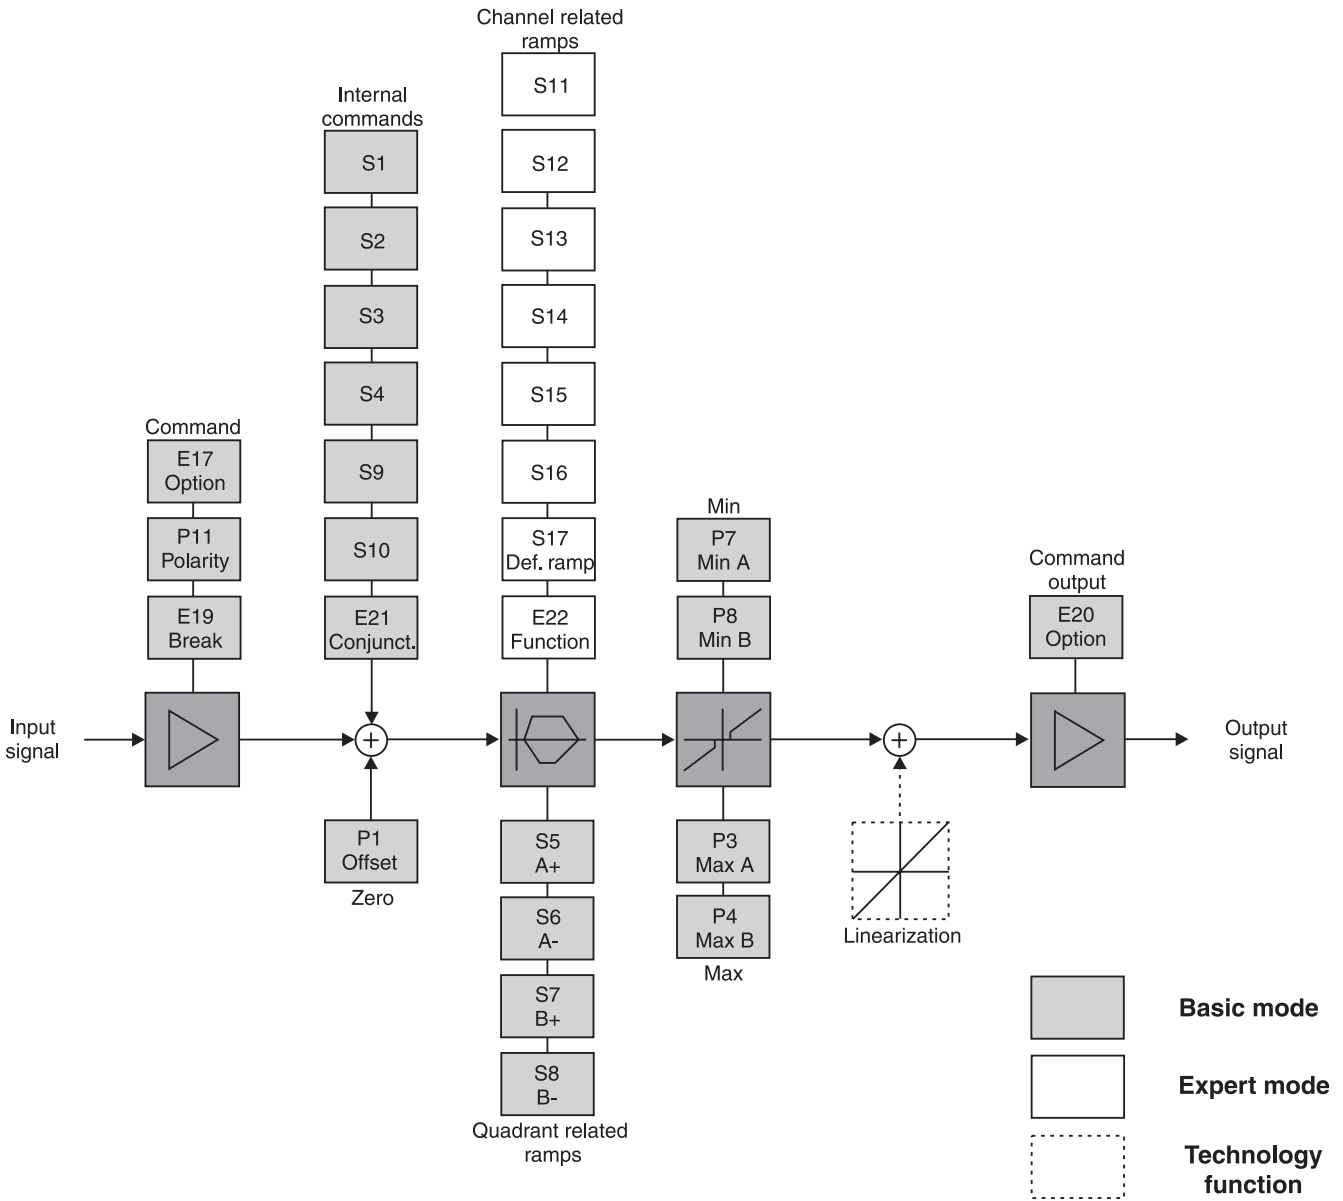 Channel related
ramps
S11
S12
S13
S14
S15
S16
S17
Def. ramp
E22
Function
Internal
commands
S1
S2
S3
S4
S9
S10
E21
Conjunct.
Command
E17
Option
P11
Polarity
E19
Break
Min
P7
Min A
P8
Min B
Command
output
E20
Option
Input
signal
Output
signal
P1
Offset
Zero
S5
A+
S6
A-
S7
B+
S8
B-
Quadrant related
ramps
P3
Max A
P4
Max B
Max
Linearization
Basic mode
Expert mode
Technology
function